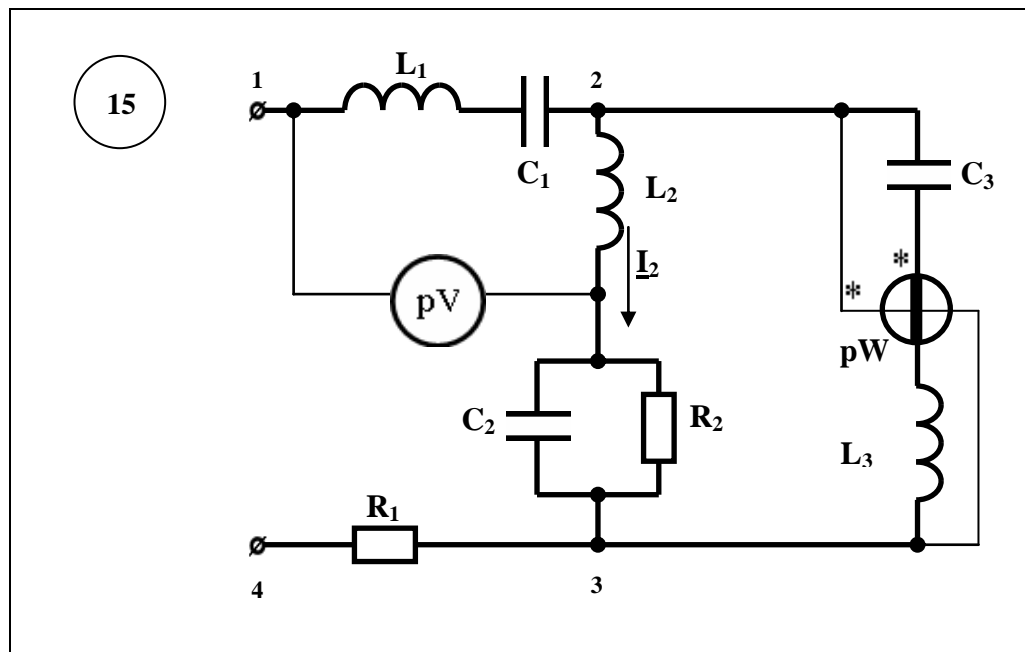 15
1
L₁
2
C₁
L₂
C₃
I₂
*
*
pV
pW
C₂
R₂
L₃
R₁
4
3